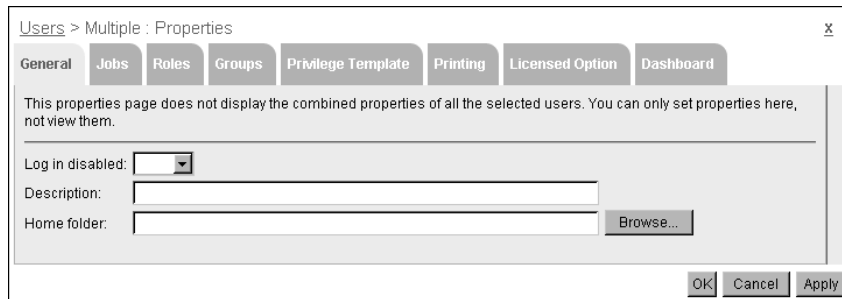 Users > Multiple : Properties x
General Jobs Roles Groups Privilege Template Printing Licensed Option Dashboard
This properties page does not display the combined properties of all the selected users. You can only set properties here,
not view them.
Log in disabled:
Description:
Home folder: Browse...
OK Cancel Apply